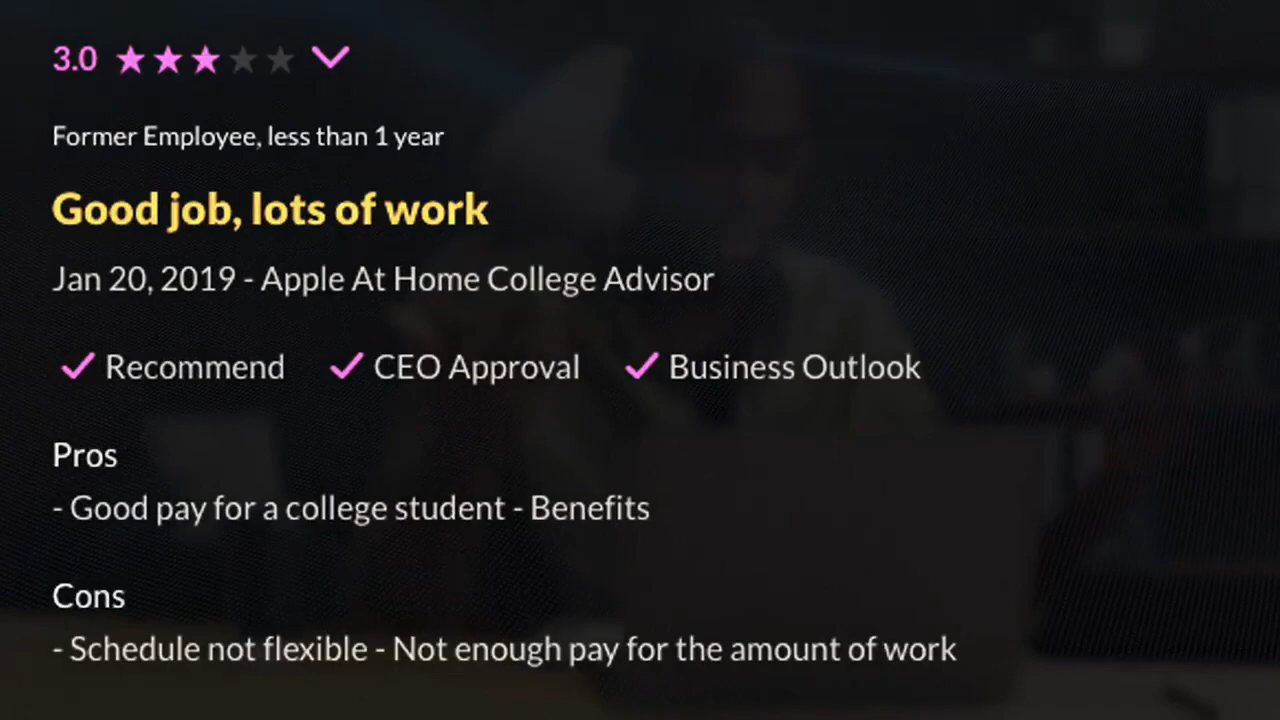 3.0
Former Employee, less than 1 year
Good job, lots of work
Jan 20, 2019 - Apple At Home College Advisor
Recommend CEO Approval Business Outlook
Pros
- Good pay for a college student - Benefits
Cons
- Schedule not flexible - Not enough pay for the amount of work